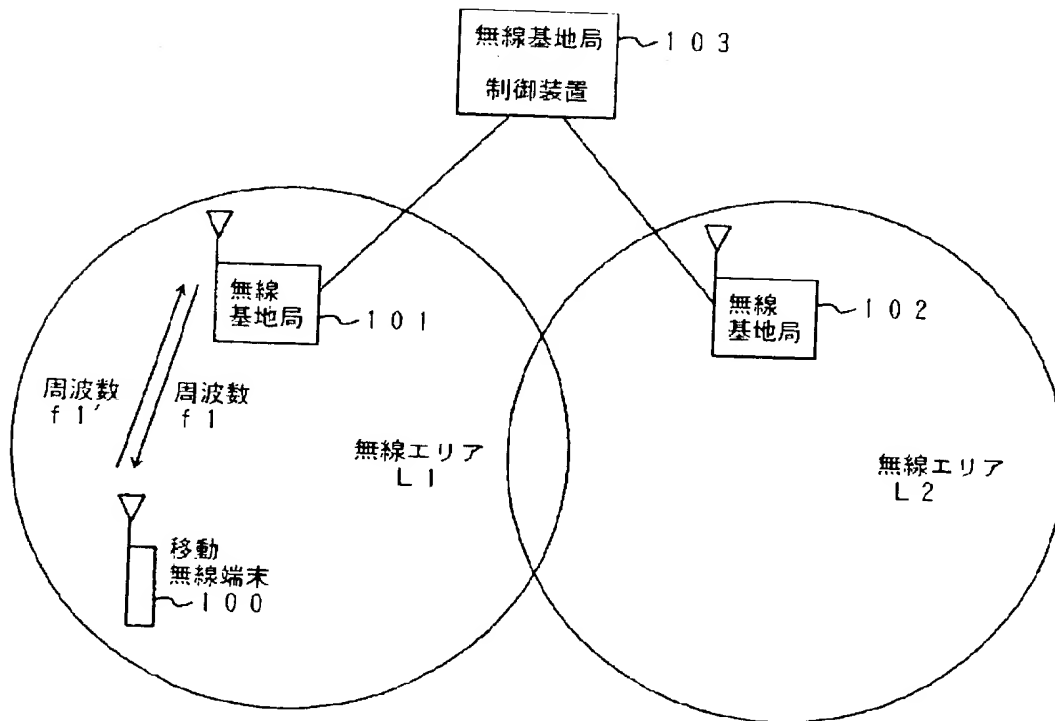 無線基地局
制御装置
103
無線
基地局
101
無線
基地局
102
周波数
f1'
周波数
f1
無線エリア
L1
無線エリア
L2
移動
無線端末
100